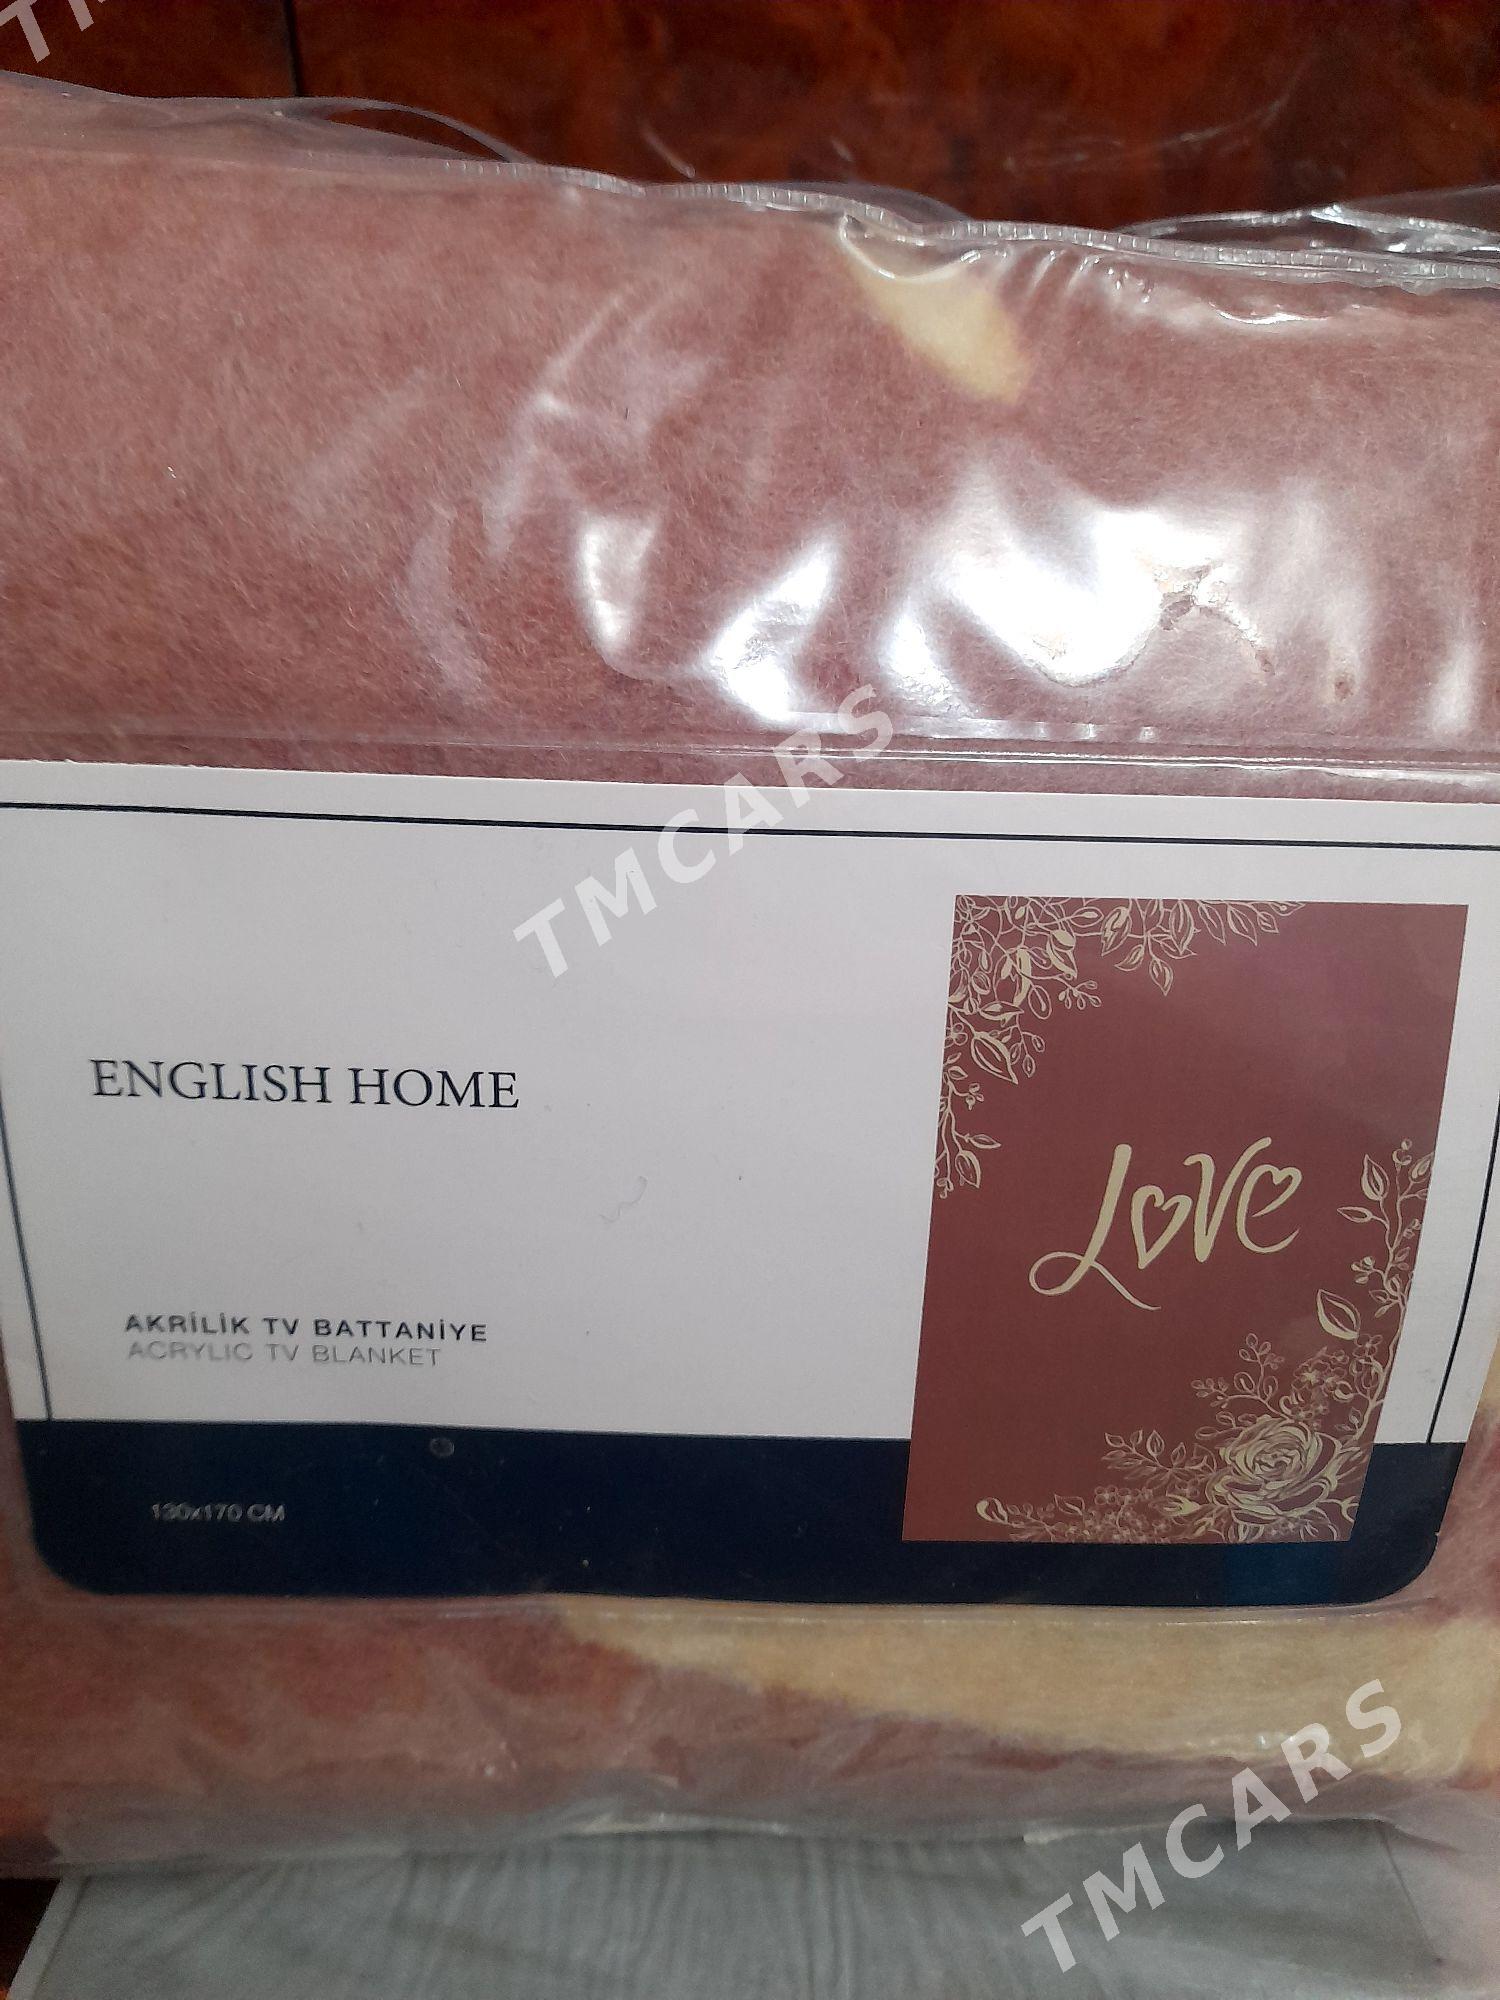 TMCARS
ENGLISH HOME
Love
AKRİLİK TV BATTANİYE
ACRYLIC TV BLANKET
130x170 CM
TMCARS